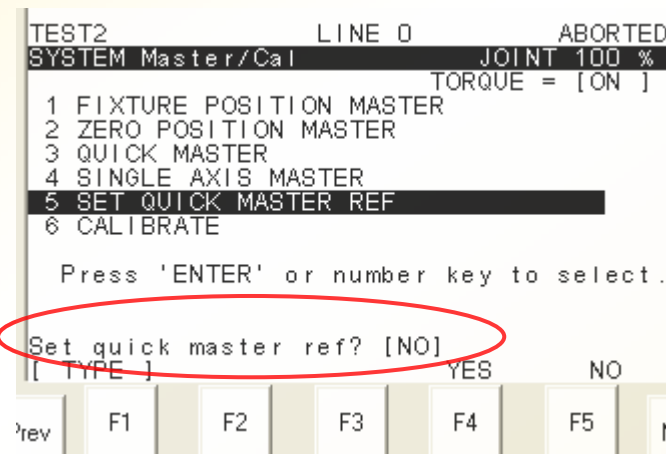 TEST2 LINE 0 ABORTED
SYSTEM Master/Cal JOINT 100 %
TORQUE = [ON ]
1 FIXTURE POSITION MASTER
2 ZERO POSITION MASTER
3 QUICK MASTER
4 SINGLE AXIS MASTER
5 SET QUICK MASTER REF
6 CALIBRATE
Press 'ENTER' or number key to select.
Set quick master ref? [NO]
[ TYPE ] YES NO
Prev F1 F2 F3 F4 F5